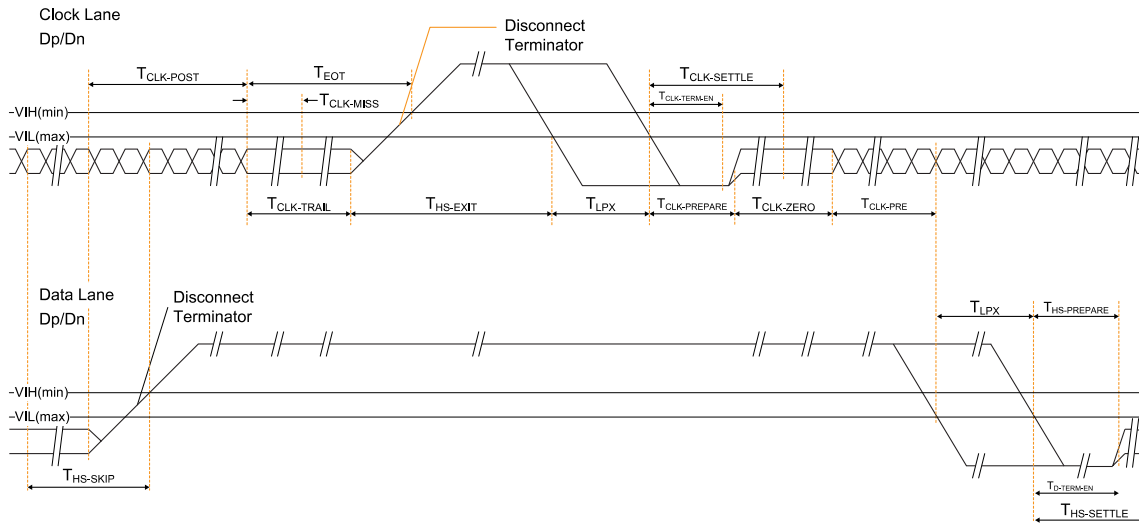 Clock Lane
Dp/Dn
Disconnect
Terminator
TCLK-POST
TEOT
TCLK-SETTLE
TCLK-MISS
TCLK-TERM-EN
VIH(min)
VIL(max)
TCLK-TRAIL
THS-EXIT
TLPX
TCLK-PREPARE
TCLK-ZERO
TCLK-PRE
Data Lane
Dp/Dn
Disconnect
Terminator
TLPX
THS-PREPARE
VIH(min)
VIL(max)
THS-SKIP
TD-TERM-EN
THS-SETTLE